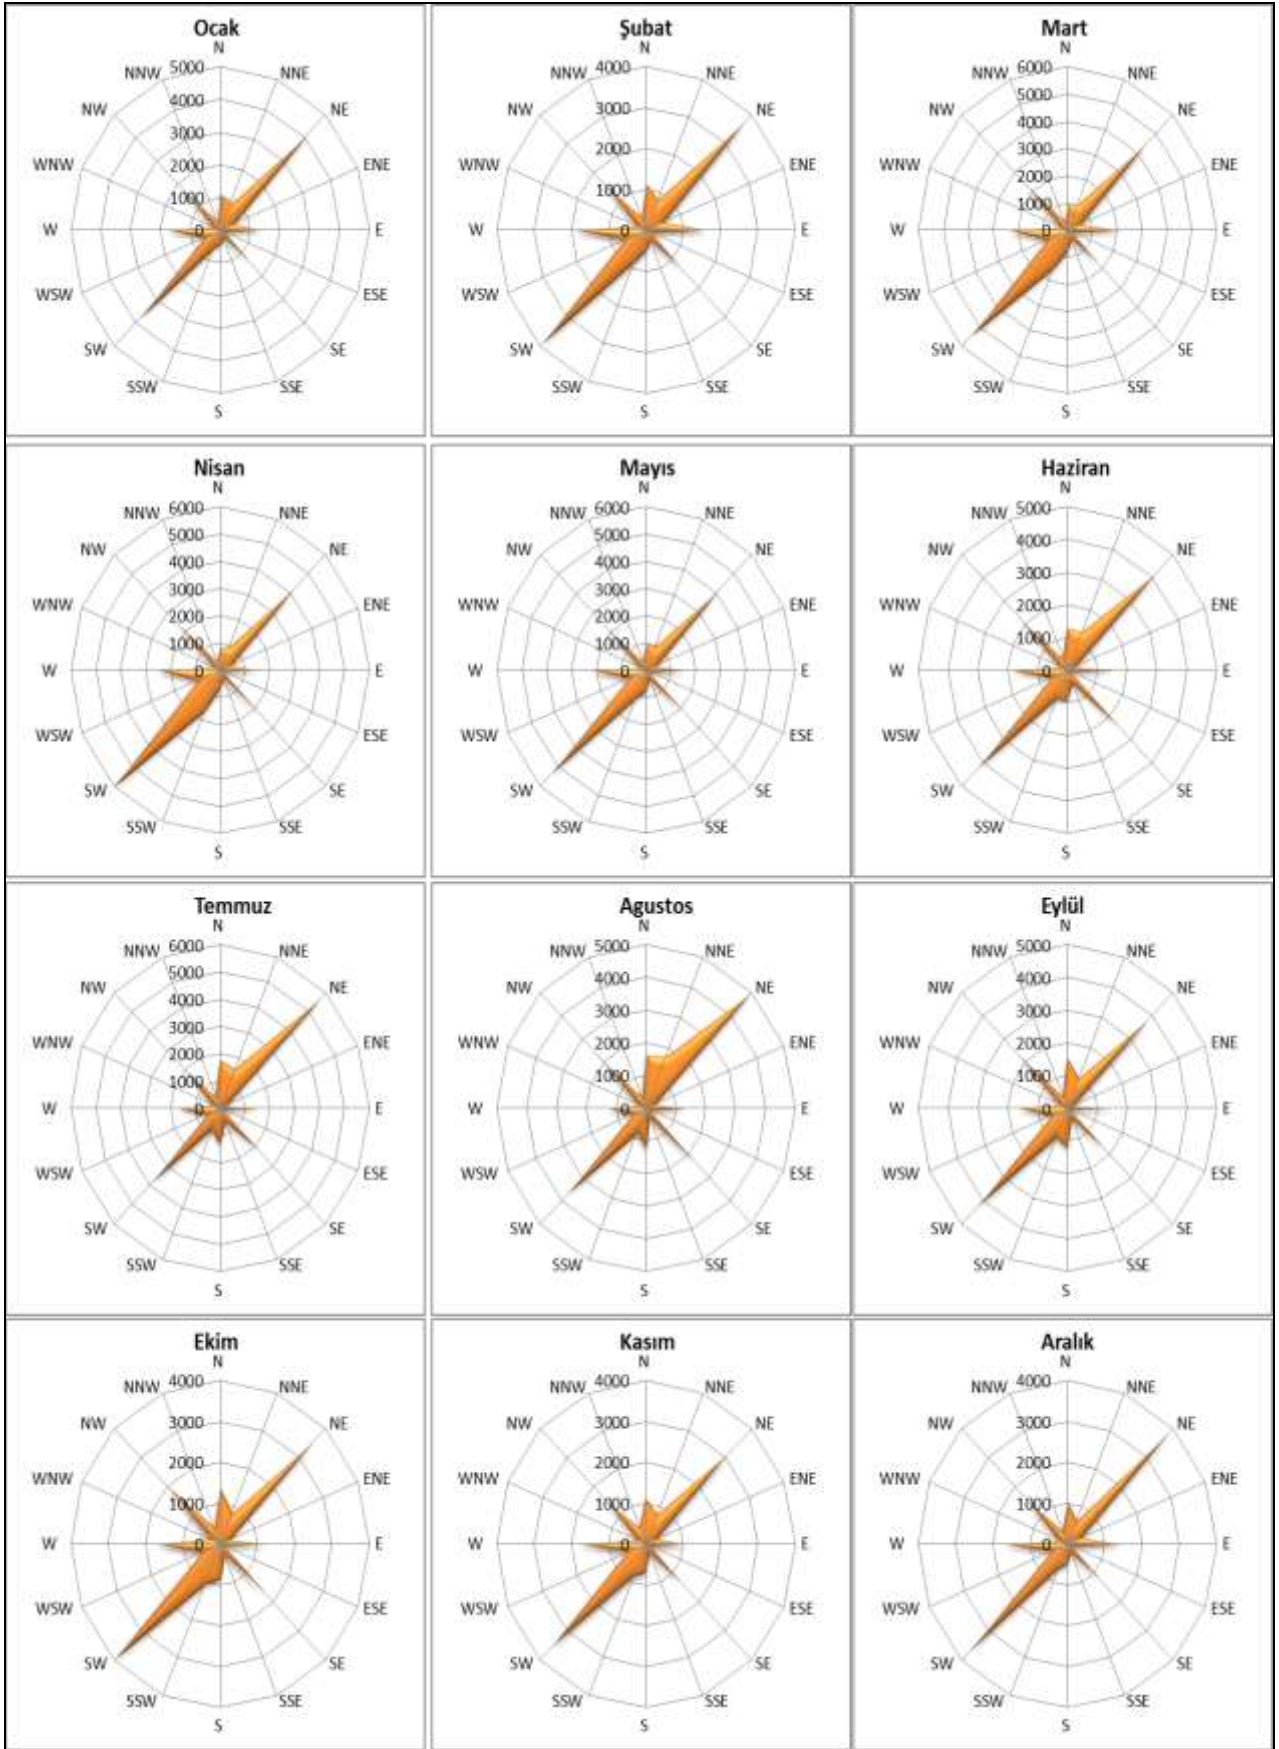 Ocak
N
NNE
NE
ENE
E
ESE
SE
SSE
S
SSW
SW
WSW
W
WNW
NW
NNW
5000
4000
3000
2000
1000
0
Şubat
N
NNE
NE
ENE
E
ESE
SE
SSE
S
SSW
SW
WSW
W
WNW
NW
NNW
4000
3000
2000
1000
0
Mart
N
NNE
NE
ENE
E
ESE
SE
SSE
S
SSW
SW
WSW
W
WNW
NW
NNW
6000
5000
4000
3000
2000
1000
0
Nisan
N
NNE
NE
ENE
E
ESE
SE
SSE
S
SSW
SW
WSW
W
WNW
NW
NNW
6000
5000
4000
3000
2000
1000
0
Mayıs
N
NNE
NE
ENE
E
ESE
SE
SSE
S
SSW
SW
WSW
W
WNW
NW
NNW
6000
5000
4000
3000
2000
1000
0
Haziran
N
NNE
NE
ENE
E
ESE
SE
SSE
S
SSW
SW
WSW
W
WNW
NW
NNW
5000
4000
3000
2000
1000
0
Temmuz
N
NNE
NE
ENE
E
ESE
SE
SSE
S
SSW
SW
WSW
W
WNW
NW
NNW
6000
5000
4000
3000
2000
1000
0
Agustos
N
NNE
NE
ENE
E
ESE
SE
SSE
S
SSW
SW
WSW
W
WNW
NW
NNW
5000
4000
3000
2000
1000
0
Eylül
N
NNE
NE
ENE
E
ESE
SE
SSE
S
SSW
SW
WSW
W
WNW
NW
NNW
5000
4000
3000
2000
1000
0
Ekim
N
NNE
NE
ENE
E
ESE
SE
SSE
S
SSW
SW
WSW
W
WNW
NW
NNW
4000
3000
2000
1000
0
Kasım
N
NNE
NE
ENE
E
ESE
SE
SSE
S
SSW
SW
WSW
W
WNW
NW
NNW
4000
3000
2000
1000
0
Aralık
N
NNE
NE
ENE
E
ESE
SE
SSE
S
SSW
SW
WSW
W
WNW
NW
NNW
4000
3000
2000
1000
0